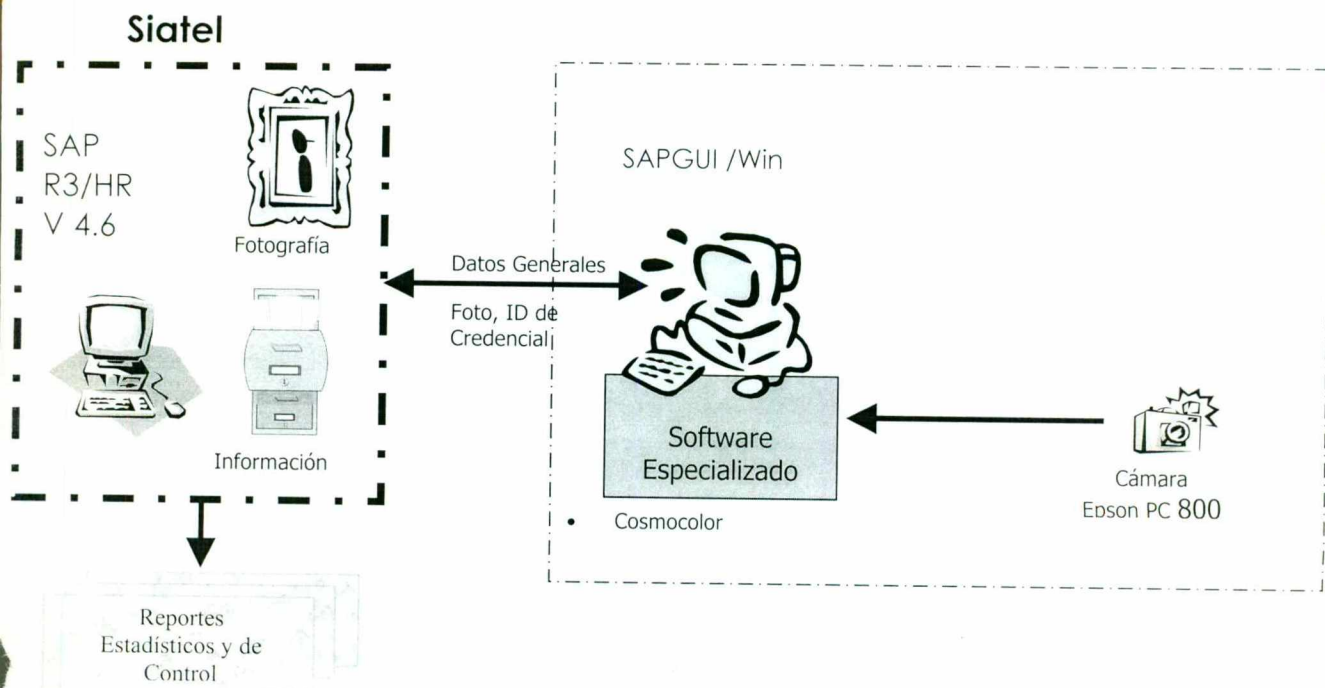 Siatel
SAP
R3/HR
V 4.6
Fotografía
Información
Datos Generales
Foto, ID de
Credencial
SAPGUI /Win
Software
Especializado
• Cosmocolor
Cámara
Epson PC 800
Reportes
Estadísticos y de
Control